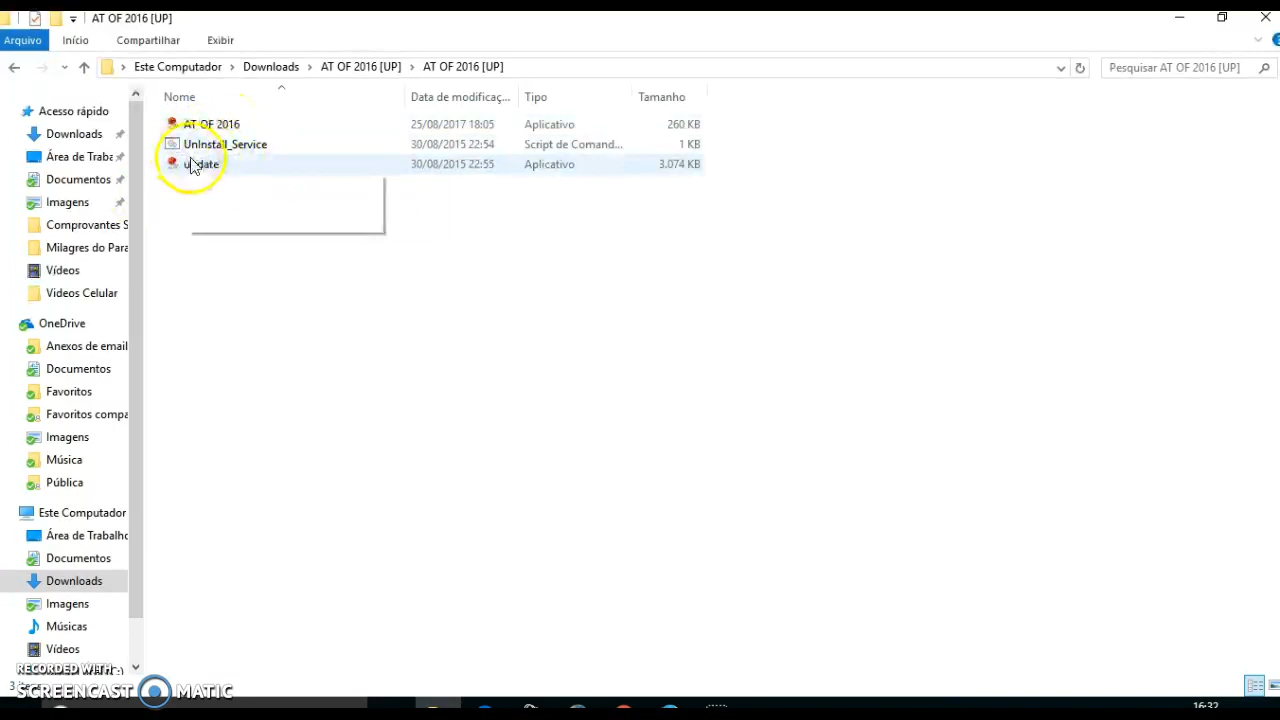 AT OF 2016 [UP]
Arquivo Início Compartilhar Exibir
Este Computador Downloads AT OF 2016 [UP] AT OF 2016 [UP] Pesquisar AT OF 2016 [UP]
Nome Data de modificaç... Tipo Tamanho
AT OF 2016 25/08/2017 18:05 Aplicativo 260 KB
UnInstall_Service 30/08/2015 22:54 Script de Comand... 1 KB
update 30/08/2015 22:55 Aplicativo 3.074 KB
Acesso rápido
Downloads
Área de Traba
Documentos
Imagens
Comprovantes S
Milagres do Para
Vídeos
Videos Celular
OneDrive
Anexos de email
Documentos
Favoritos
Favoritos compa
Imagens
Música
Pública
Este Computador
Área de Trabalho
Documentos
Downloads
Imagens
Músicas
Vídeos
RECORDED WITH
SCREENCAST MATIC
16:32